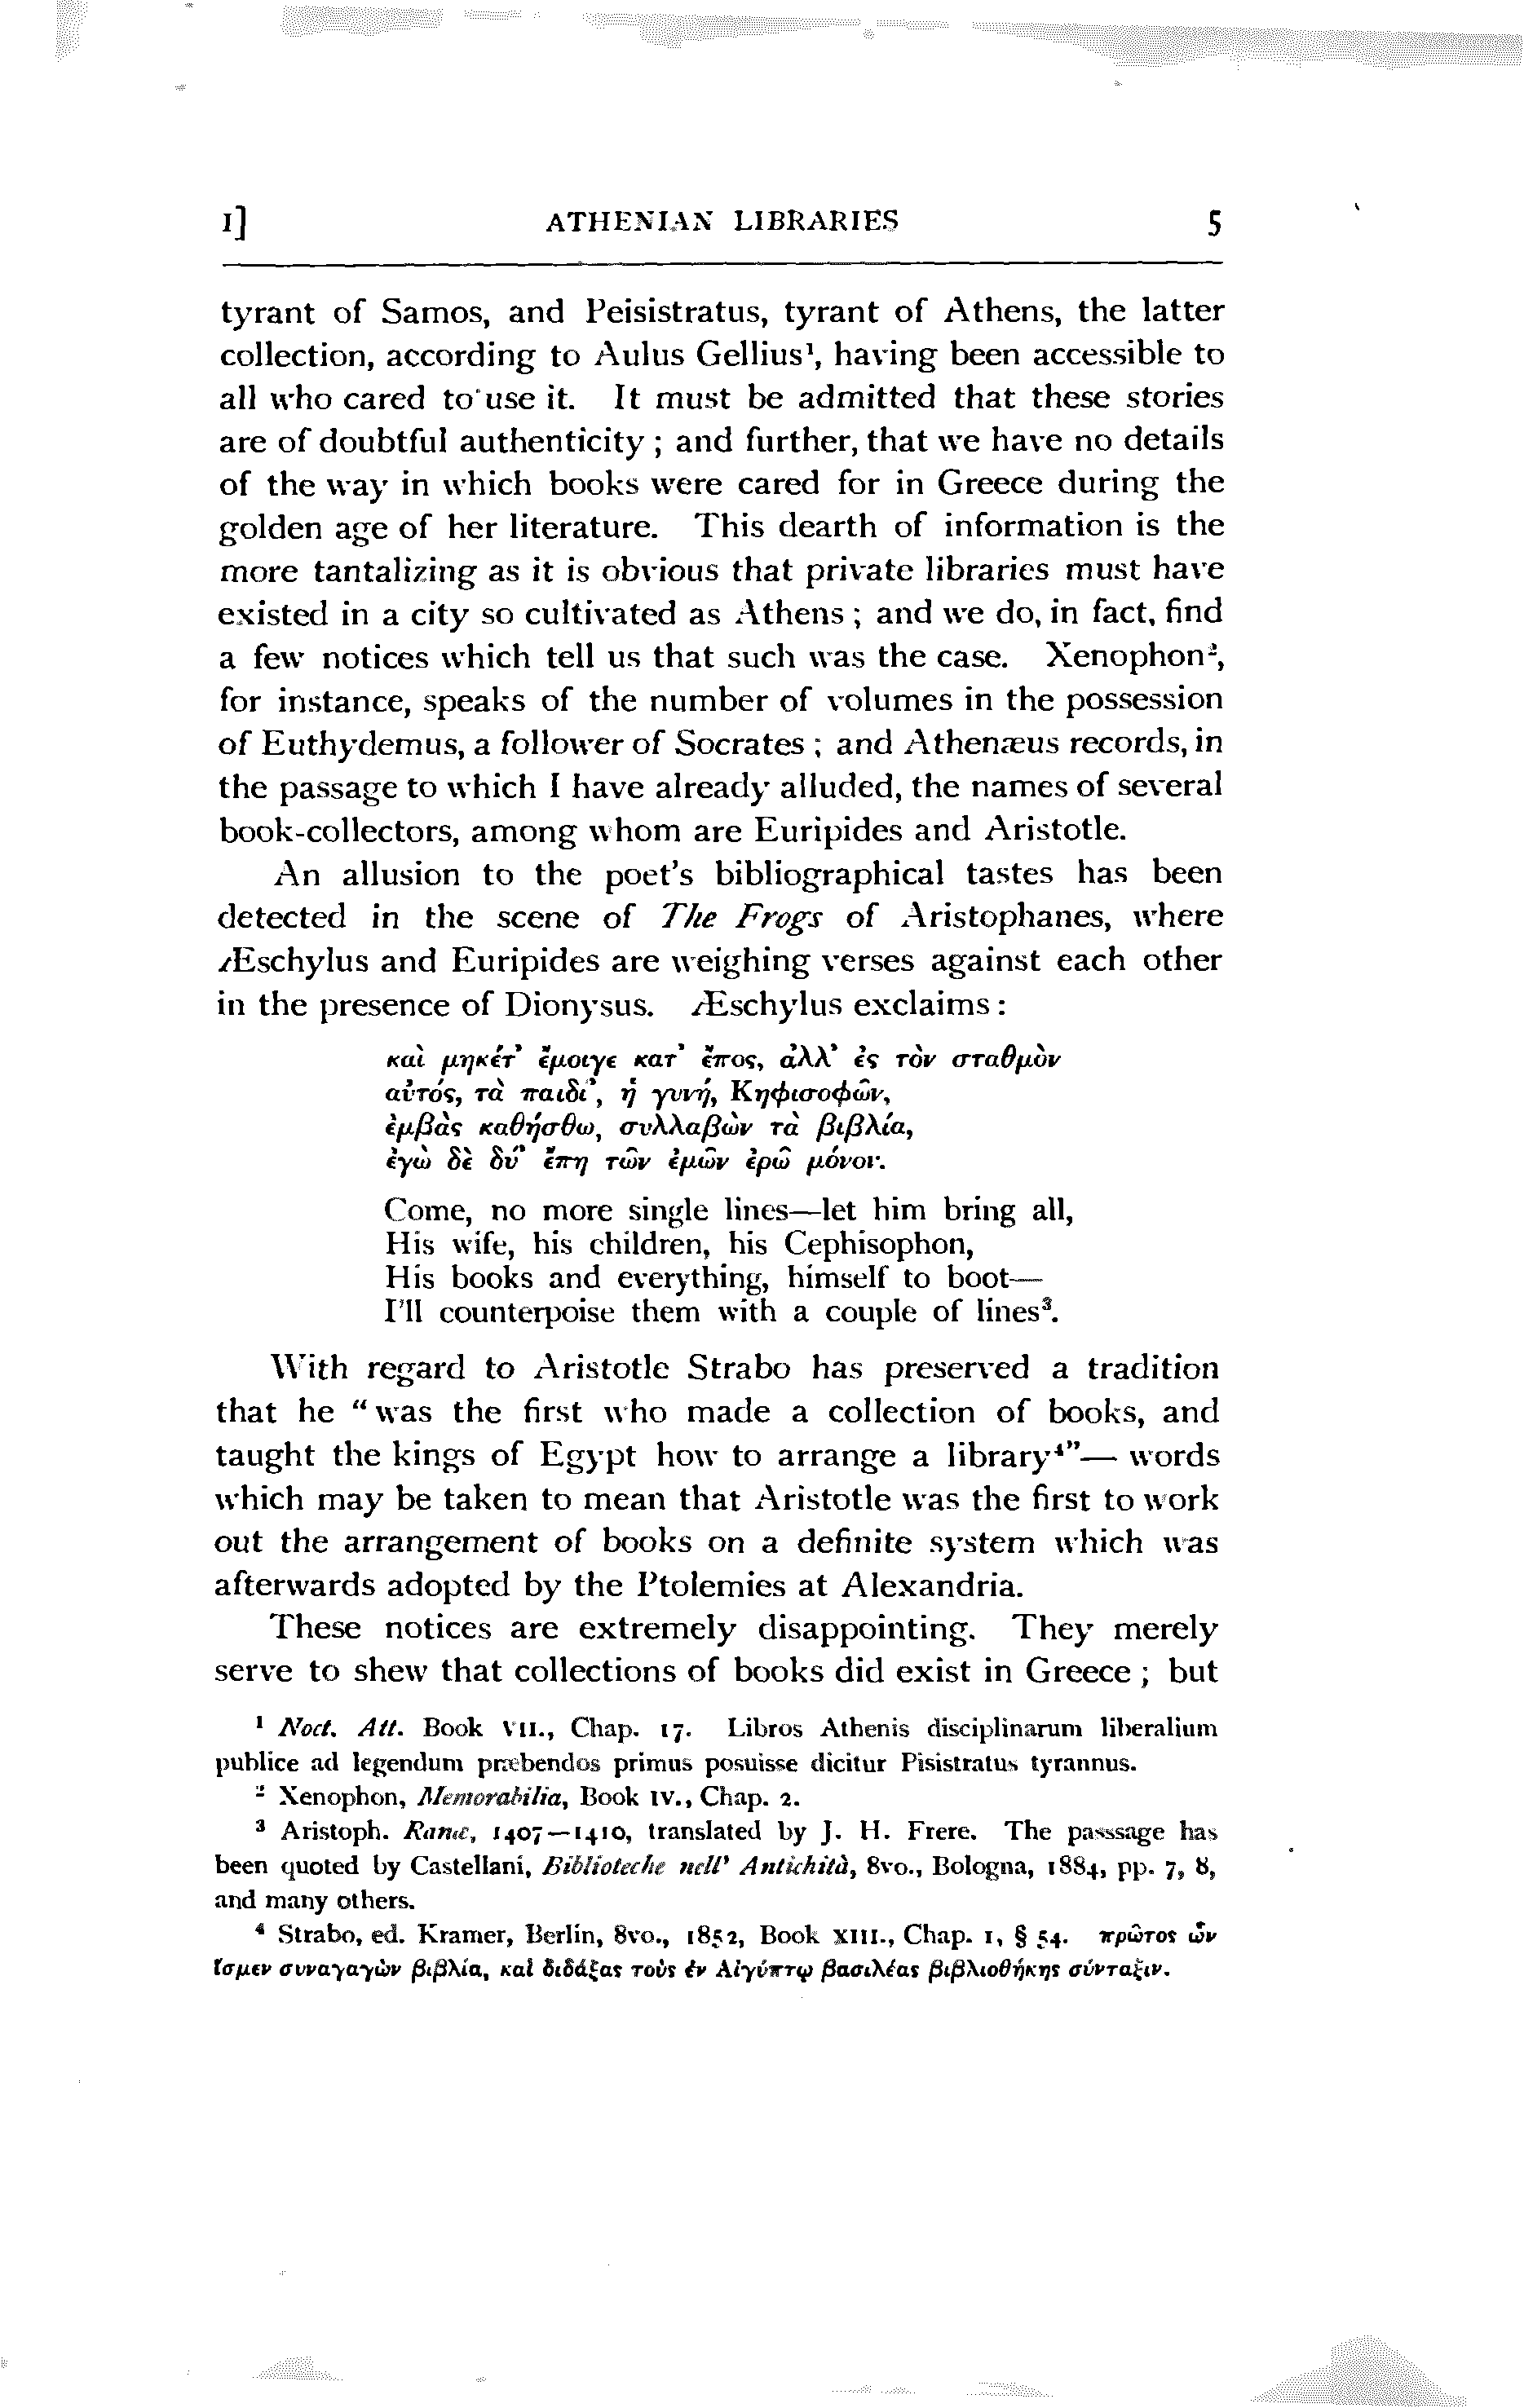 I] ATHENIAN LIBRARIES 5
tyrant of Samos, and Peisistratus, tyrant of Athens, the latter
collection, according to Aulus Gellius¹, having been accessible to
all who cared to use it. It must be admitted that these stories
are of doubtful authenticity ; and further, that we have no details
of the way in which books were cared for in Greece during the
golden age of her literature. This dearth of information is the
more tantalizing as it is obvious that private libraries must have
existed in a city so cultivated as Athens ; and we do, in fact, find
a few notices which tell us that such was the case. Xenophon²,
for instance, speaks of the number of volumes in the possession
of Euthydemus, a follower of Socrates ; and Athenæus records, in
the passage to which I have already alluded, the names of several
book-collectors, among whom are Euripides and Aristotle.
An allusion to the poet's bibliographical tastes has been
detected in the scene of The Frogs of Aristophanes, where
Æschylus and Euripides are weighing verses against each other
in the presence of Dionysus. Æschylus exclaims :
καὶ μηκέτ' ἔμοιγε κατ' ἔπος, ἀλλ' ἐς τὸν σταθμὸν
αὐτός, τὰ παιδί', ἡ γυνή, Κηφισοφῶν,
ἐμβὰς καθήσθω, συλλαβὼν τὰ βιβλία,
ἐγὼ δὲ δύ' ἔπη τῶν ἐμῶν ἐρῶ μόνον.
Come, no more single lines—let him bring all,
His wife, his children, his Cephisophon,
His books and everything, himself to boot—
I'll counterpoise them with a couple of lines³.
With regard to Aristotle Strabo has preserved a tradition
that he "was the first who made a collection of books, and
taught the kings of Egypt how to arrange a library⁴"— words
which may be taken to mean that Aristotle was the first to work
out the arrangement of books on a definite system which was
afterwards adopted by the Ptolemies at Alexandria.
These notices are extremely disappointing. They merely
serve to shew that collections of books did exist in Greece ; but
¹ Noct. Att. Book VII., Chap. 17. Libros Athenis disciplinarum liberalium
publice ad legendum præbendos primus posuisse dicitur Pisistratus tyrannus.
² Xenophon, Memorabilia, Book IV., Chap. 2.
³ Aristoph. Ranæ, 1407—1410, translated by J. H. Frere. The passsage has
been quoted by Castellani, Biblioteche nell' Antichità, 8vo., Bologna, 1884, pp. 7, 8,
and many others.
⁴ Strabo, ed. Kramer, Berlin, 8vo., 1852, Book XIII., Chap. 1, § 54. πρῶτος ὧν
ἴσμεν συναγαγὼν βιβλία, καὶ διδάξας τοὺς ἐν Αἰγύπτῳ βασιλέας βιβλιοθήκης σύνταξιν.